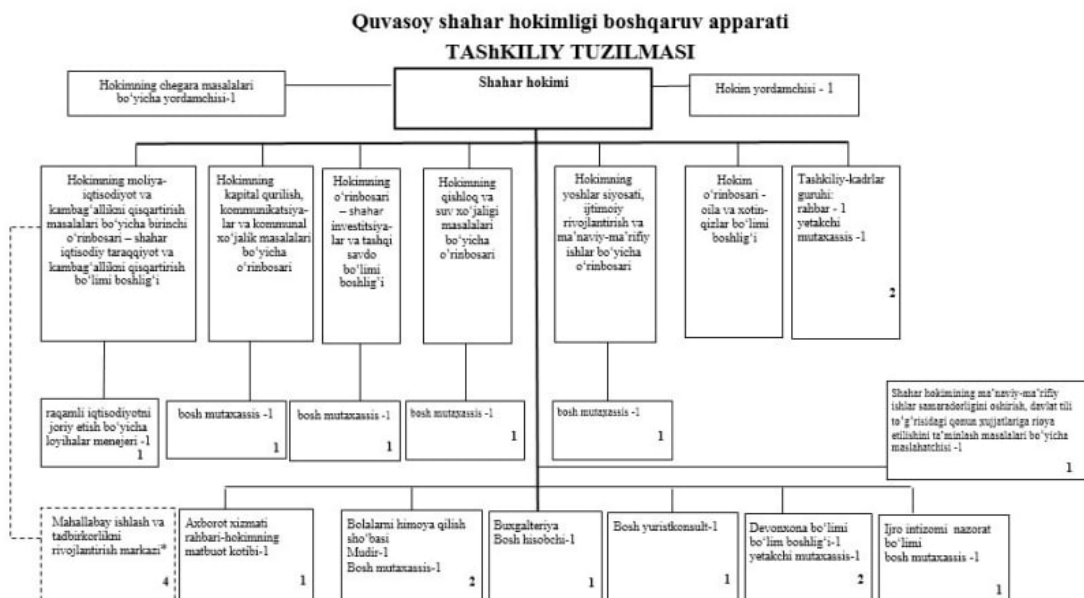 Quvasoy shahar hokimligi boshqaruv apparati
TAShKILIY TUZILMASI
Hokimning chegara masalalari
bo‘yicha yordamchisi-1
Shahar hokimi
Hokim yordamchisi - 1
Hokimning moliya-
iqtisodiyot va
kambag‘allikni qisqartirish
masalalari bo‘yicha birinchi
o‘rinbosari – shahar
iqtisodiy taraqqiyot va
kambag‘allikni qisqartirish
bo‘limi boshlig‘i
Hokimning
kapital qurilish,
kommunikatsiya-
lar va kommunal
xo‘jalik masalalari
bo‘yicha
o‘rinbosari
Hokimning
o‘rinbosari
– shahar
investitsiya-
lar va tashqi
savdo
bo‘limi
boshlig‘i
Hokimning
qishloq va
suv xo‘jaligi
masalalari
bo‘yicha
o‘rinbosari
Hokimning
yoshlar siyosati,
ijtimoiy
rivojlantirish va
ma’naviy-ma’rifiy
ishlar bo‘yicha
o‘rinbosari
Hokim
o‘rinbosari -
oila va xotin-
qizlar bo‘limi
boshlig‘i
Tashkiliy-kadrlar
guruhi:
rahbar - 1
yetakchi
mutaxassis -1
2
raqamli iqtisodiyotni
joriy etish bo‘yicha
loyihalar menejeri -1
1
bosh mutaxassis -1
1
bosh mutaxassis -1
1
bosh mutaxassis -1
1
bosh mutaxassis -1
1
Shahar hokimining ma’naviy-ma’rifiy
ishlar samaradorligini oshirish, davlat tili
to‘g‘risidagi qonun xujjatlariga rioya
etilishini ta’minlash masalalari bo‘yicha
maslahatchisi -1
1
Mahallabay ishlash va
tadbirkorlikni
rivojlantirish markazi*
4
Axborot xizmati
rahbari-hokimning
matbuot kotibi-1
1
Bolalarni himoya qilish
sho‘basi
Mudir-1
Bosh mutaxassis-1
2
Buxgalteriya
Bosh hisobchi-1
1
Bosh yuristkonsult-1
1
Devonxona bo‘limi
bo‘lim boshlig‘i-1
yetakchi mutaxassis-1
2
Ijro intizomi nazorat
bo‘limi
bosh mutaxassis -1
1